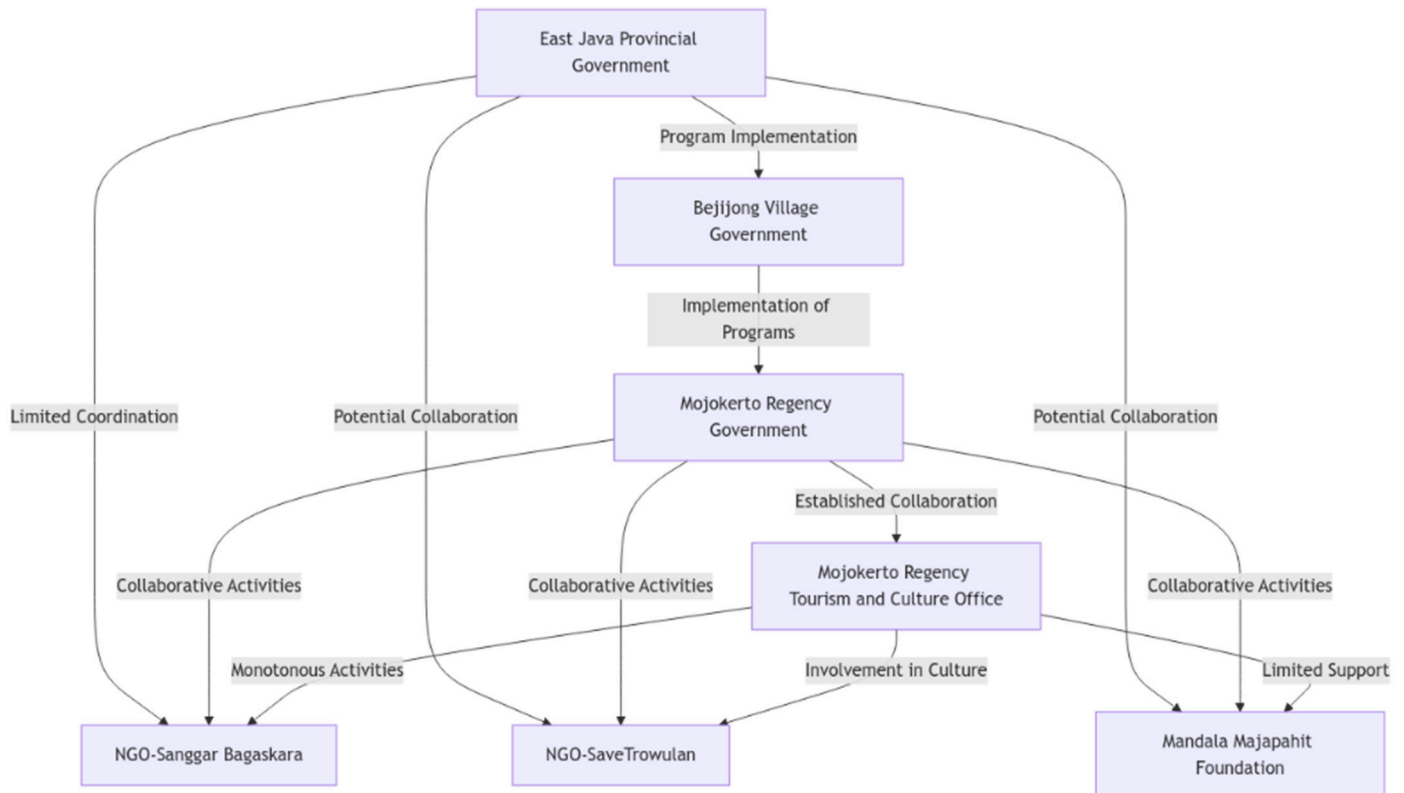 East Java Provincial
Government
Program Implementation
Bejijong Village
Government
Implementation of
Programs
Mojokerto Regency
Government
Limited Coordination
Potential Collaboration
Potential Collaboration
Established Collaboration
Mojokerto Regency
Tourism and Culture Office
Collaborative Activities
Collaborative Activities
Collaborative Activities
Monotonous Activities
Involvement in Culture
Limited Support
NGO-Sanggar Bagaskara
NGO-SaveTrowulan
Mandala Majapahit
Foundation